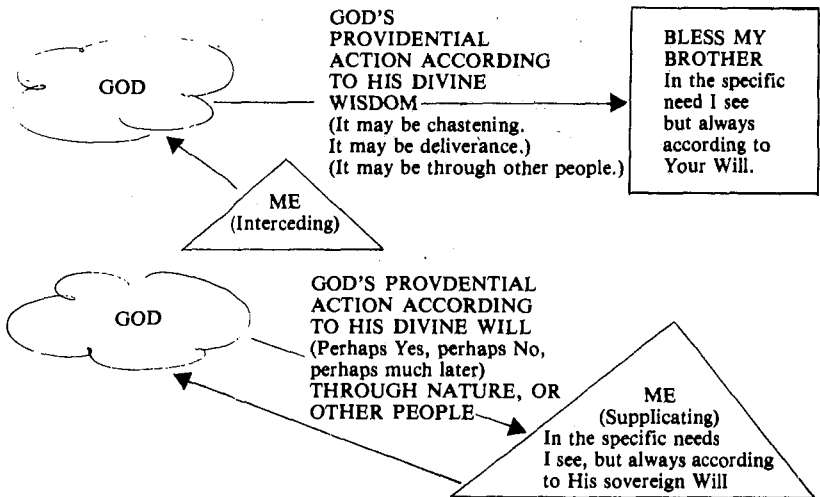 GOD
GOD'S
PROVIDENTIAL
ACTION ACCORDING
TO HIS DIVINE
WISDOM
(It may be chastening.
It may be deliverance.)
(It may be through other people.)
BLESS MY
BROTHER
In the specific
need I see
but always
according to
Your Will.
ME
(Interceding)
GOD
GOD'S PROVDENTIAL
ACTION ACCORDING
TO HIS DIVINE WILL
(Perhaps Yes, perhaps No,
perhaps much later)
THROUGH NATURE, OR
OTHER PEOPLE
ME
(Supplicating)
In the specific needs
I see, but always according
to His sovereign Will